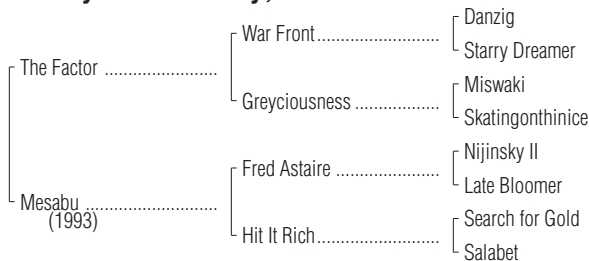 Danzig
War Front
Starry Dreamer
The Factor
Miswaki
Greyciousness
Skatingonthinice
Nijinsky II
Fred Astaire
Late Bloomer
Mesabu
(1993)
Search for Gold
Hit It Rich
Salabet